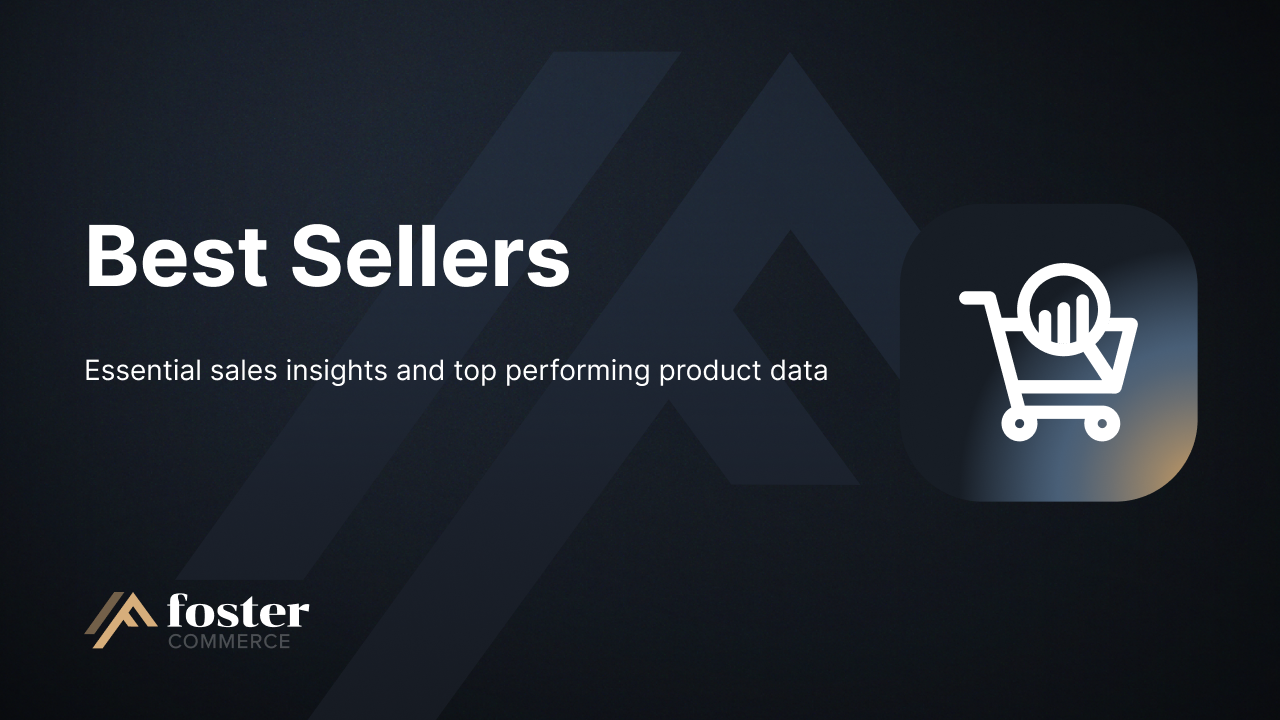 Best Sellers
Essential sales insights and top performing product data
foster
COMMERCE